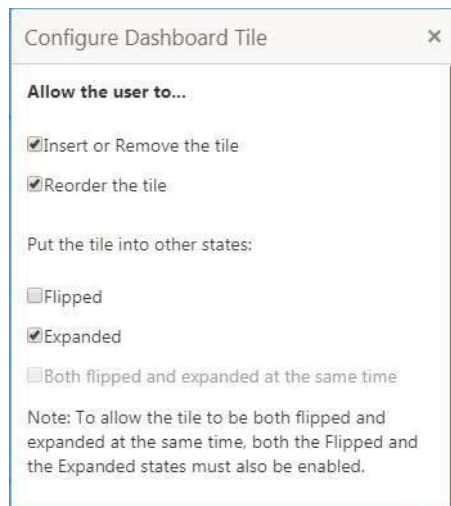 Configure Dashboard Tile
Allow the user to...
Insert or Remove the tile
Reorder the tile
Put the tile into other states:
Flipped
Expanded
Both flipped and expanded at the same time
Note: To allow the tile to be both flipped and
expanded at the same time, both the Flipped and
the Expanded states must also be enabled.